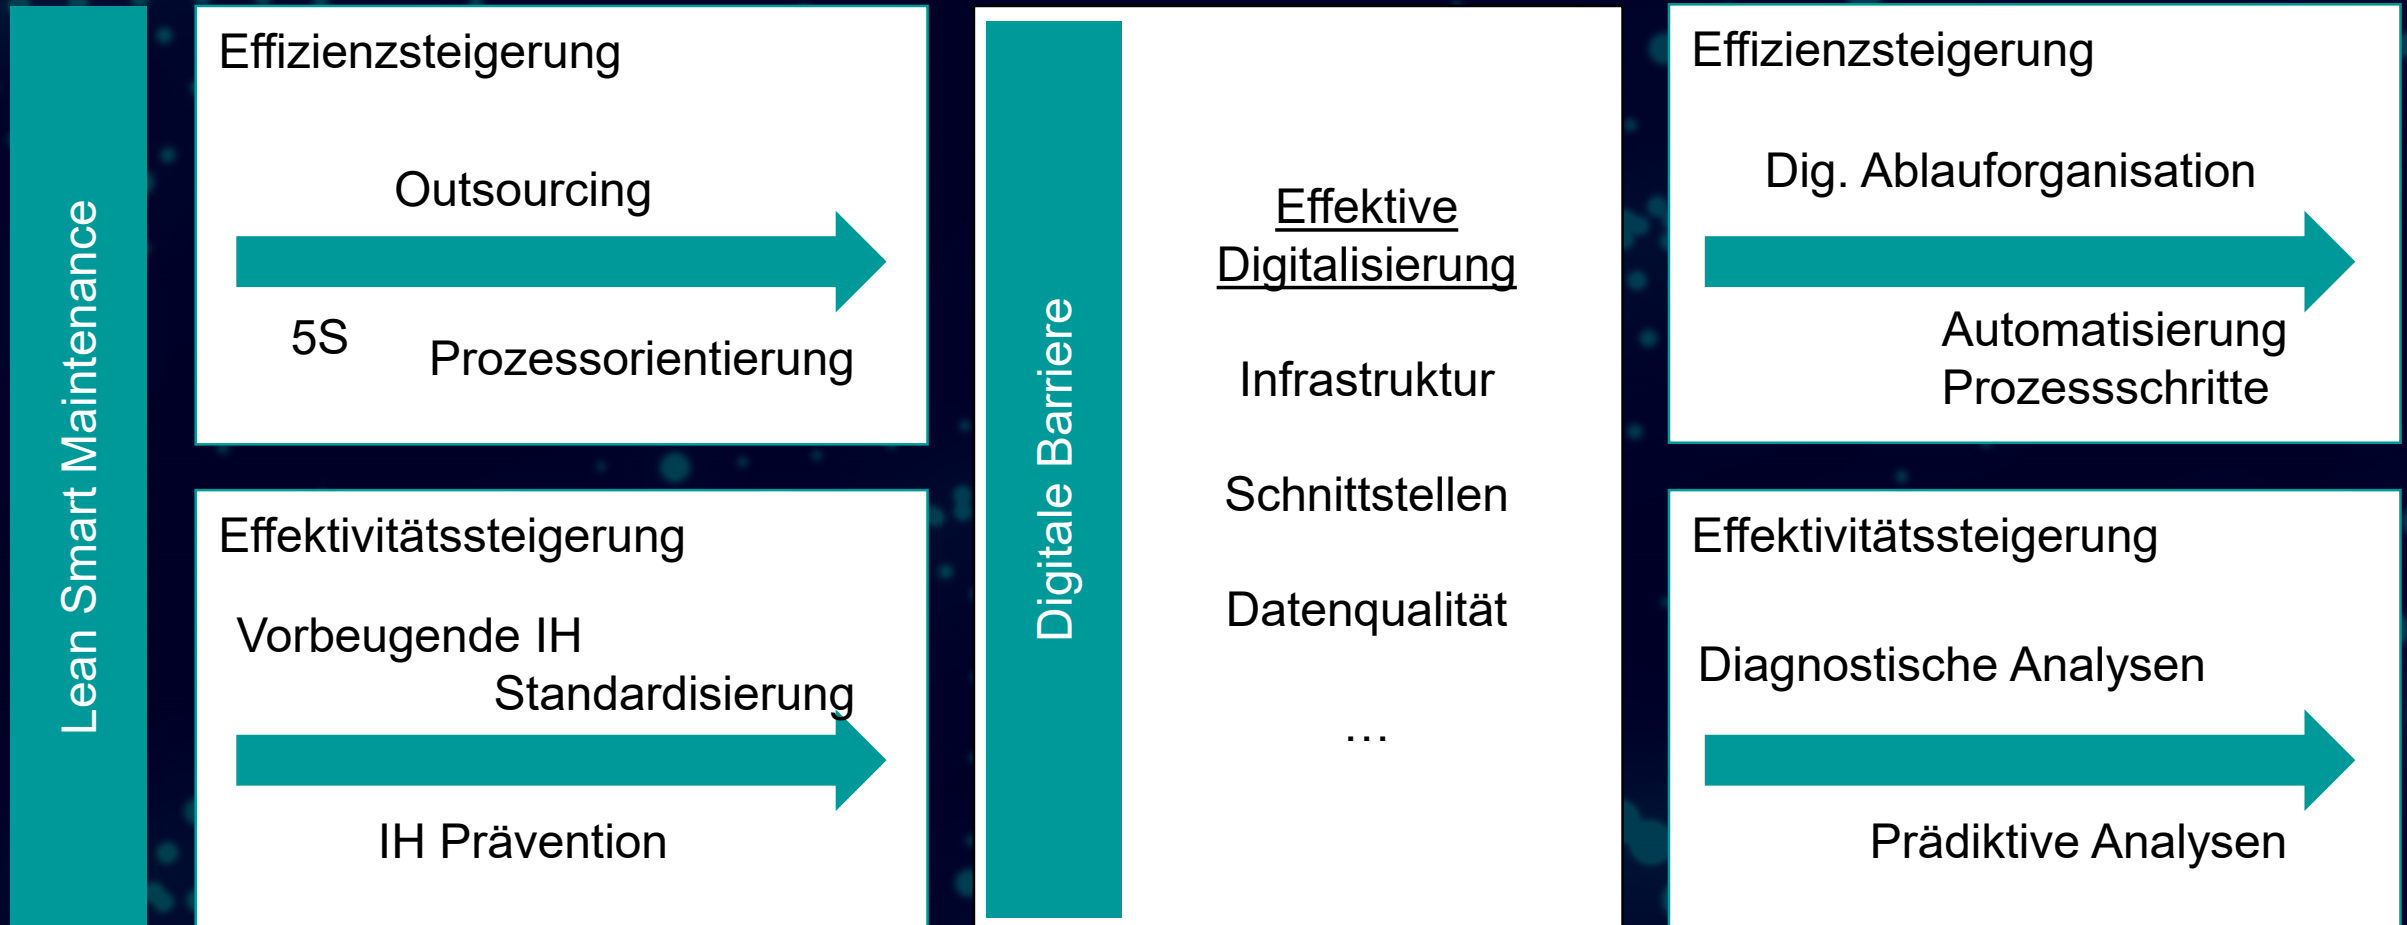 Lean Smart Maintenance
Effizienzsteigerung
Outsourcing
5S
Prozessorientierung
Effektivitätssteigerung
Vorbeugende IH
Standardisierung
IH Prävention
Digitale Barriere
Effektive
Digitalisierung
Infrastruktur
Schnittstellen
Datenqualität
…
Effizienzsteigerung
Dig. Ablauforganisation
Automatisierung
Prozessschritte
Effektivitätssteigerung
Diagnostische Analysen
Prädiktive Analysen